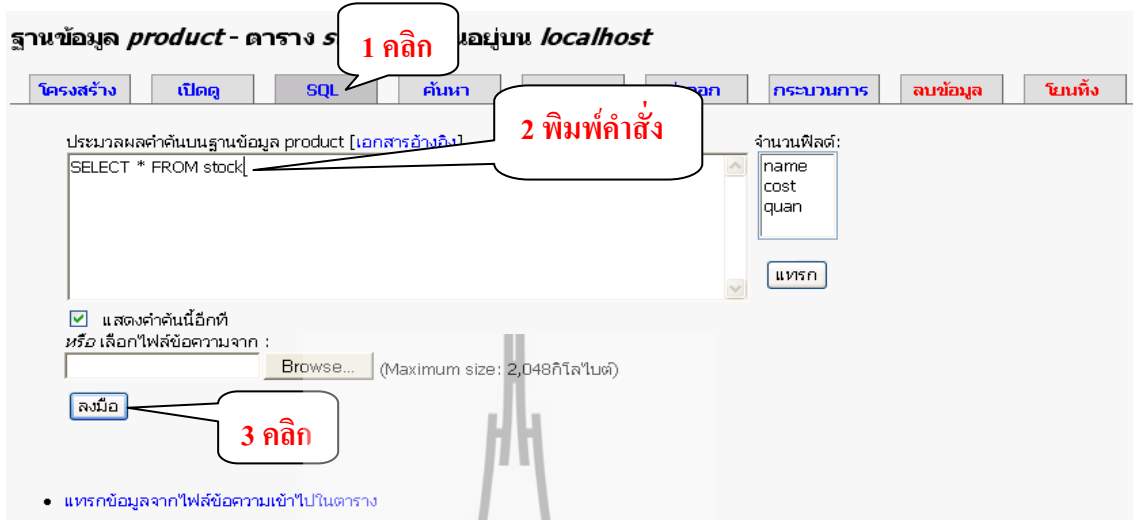 ฐานข้อมูล product - ตาราง อยู่บน localhost
1 คลิก
โครงสร้าง เปิดดู SQL ค้นหา กระบวนการ ลบข้อมูล โยนทิ้ง
2 พิมพ์คำสั่ง
ประมวลผลคำค้นบนฐานข้อมูล product [เอกสารอ้างอิง]
จำนวนฟิลด์:
SELECT * FROM stock
name
cost
quan
แทรก
แสดงคำค้นนี้อีกที
หรือ เลือกไฟล์ข้อความจาก :
Browse... (Maximum size: 2,048กิโลไบต์)
ลงมือ
3 คลิก
แทรกข้อมูลจากไฟล์ข้อความเข้าไปในตาราง